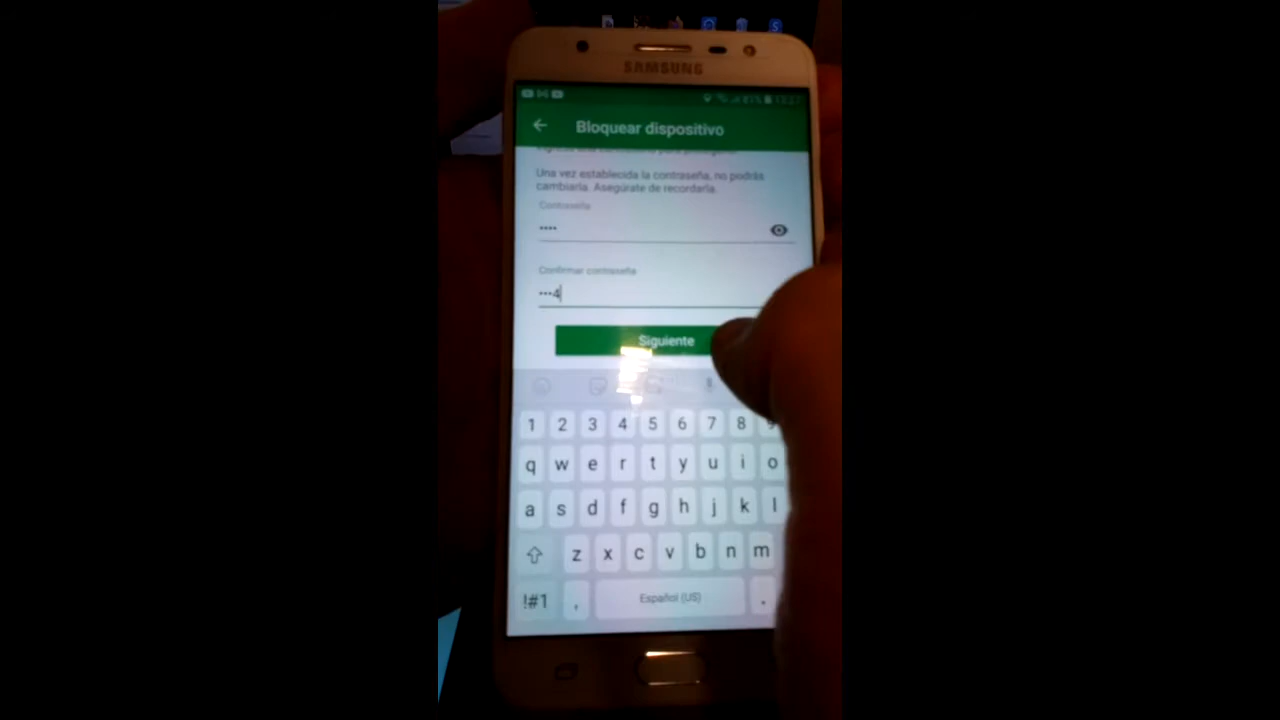 SAMSUNG
Bloquear dispositivo
Una vez establecida la contraseña, no podrás
cambiarla. Asegúrate de recordarla.
Contraseña
••••
Confirmar contraseña
•••4
Siguiente
1 2 3 4 5 6 7 8 9
q w e r t y u i o
a s d f g h j k l
z x c v b n m
!#1 , Español (US) .